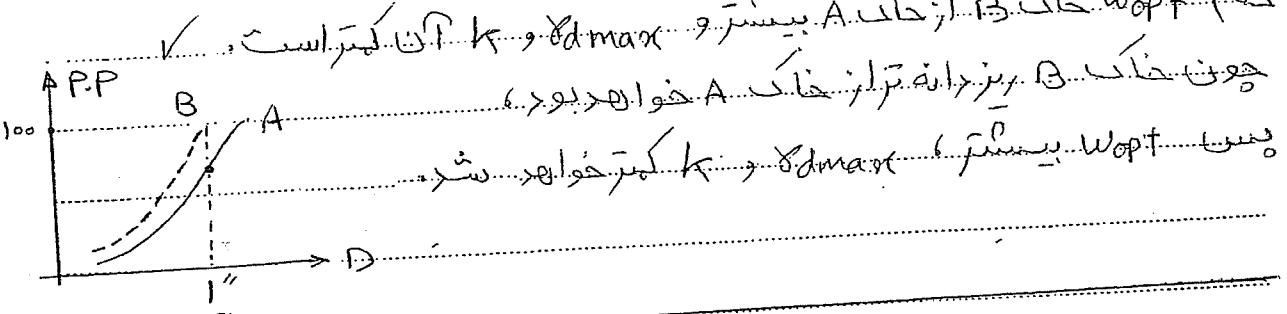 wopt خاک B از خاک A بیشتر و γdmax و k آن کمتر است. ✓
چون خاک B ریزدانه تر از خاک A خواهد بود،
پس wopt بیشتر، γdmax و k کمتر خواهد شد.
P.P
B
A
100
D
1"